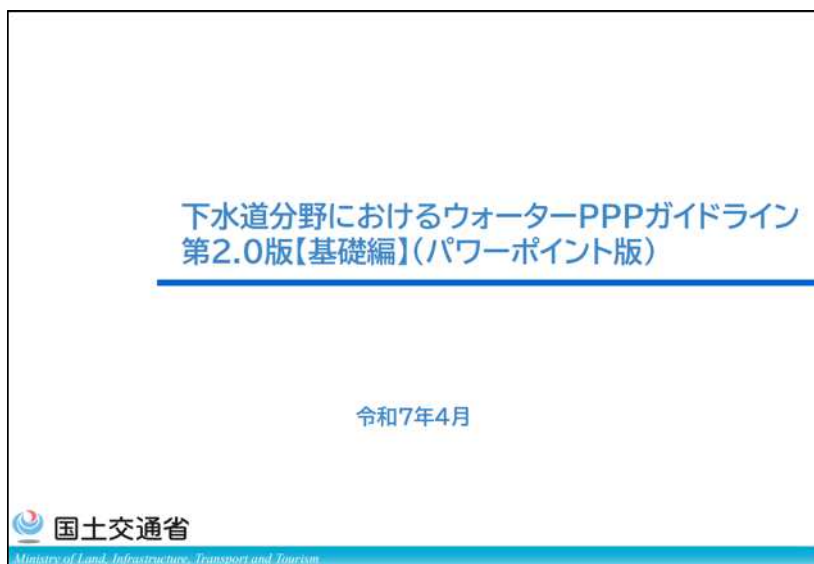 下水道分野におけるウォーターPPPガイドライン
第2.0版【基礎編】(パワーポイント版)
令和7年4月
国土交通省
Ministry of Land, Infrastructure, Transport and Tourism